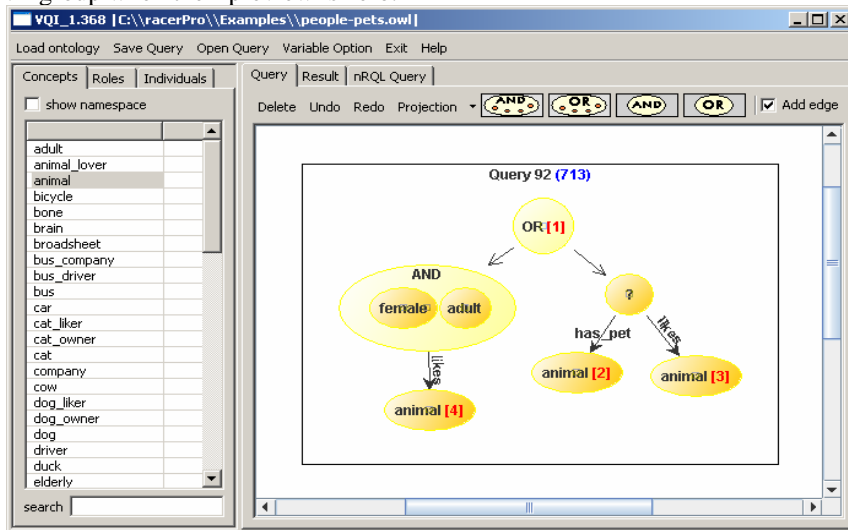 VQI_1.368 [C:\\racerPro\\Examples\\people-pets.owl]
Load ontology Save Query Open Query Variable Option Exit Help
Concepts Roles Individuals
show namespace
adult
animal_lover
animal
bicycle
bone
brain
broadsheet
bus_company
bus_driver
bus
car
cat_liker
cat_owner
cat
company
cow
dog_liker
dog_owner
dog
driver
duck
elderly
search
Query Result nRQL Query
Delete Undo Redo Projection AND OR AND OR Add edge
Query 92 (713)
OR [1]
AND
female adult
?
likes
has_pet
likes
animal [2]
animal [3]
animal [4]